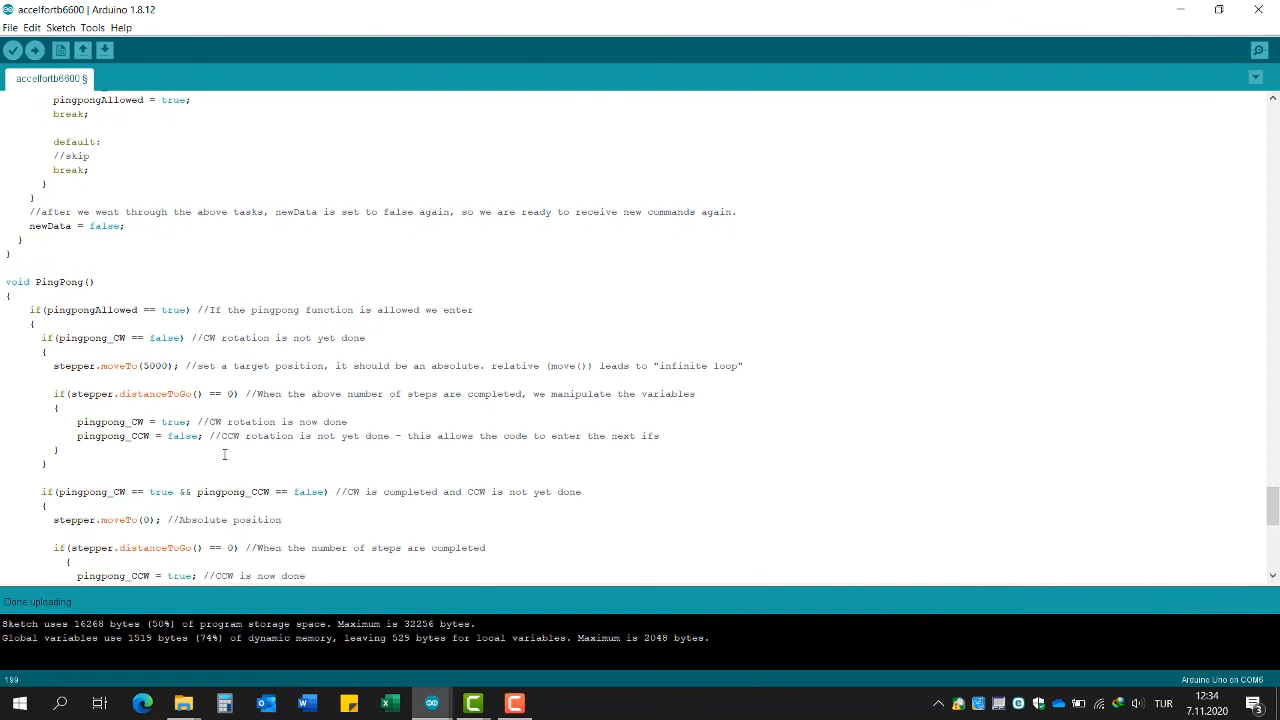 accelfortb6600 | Arduino 1.8.12
File Edit Sketch Tools Help
accelfortb6600 §
pingpongAllowed = true;
break;
default:
//skip
break;
}
}
//after we went through the above tasks, newData is set to false again, so we are ready to receive new commands again.
newData = false;
}
}
void PingPong()
{
if(pingpongAllowed == true) //If the pingpong function is allowed we enter
{
if(pingpong_CW == false) //CW rotation is not yet done
{
stepper.moveTo(5000); //set a target position, it should be an absolute. relative (move()) leads to "infinite loop"
if(stepper.distanceToGo() == 0) //When the above number of steps are completed, we manipulate the variables
{
pingpong_CW = true; //CW rotation is now done
pingpong_CCW = false; //CCW rotation is not yet done - this allows the code to enter the next ifs
}
}
if(pingpong_CW == true && pingpong_CCW == false) //CW is completed and CCW is not yet done
{
stepper.moveTo(0); //Absolute position
if(stepper.distanceToGo() == 0) //When the number of steps are completed
{
pingpong_CCW = true; //CCW is now done
Done uploading
Sketch uses 16268 bytes (50%) of program storage space. Maximum is 32256 bytes.
Global variables use 1519 bytes (74%) of dynamic memory, leaving 529 bytes for local variables. Maximum is 2048 bytes.
199 Arduino Uno on COM6
TUR
12:34
7.11.2020
3